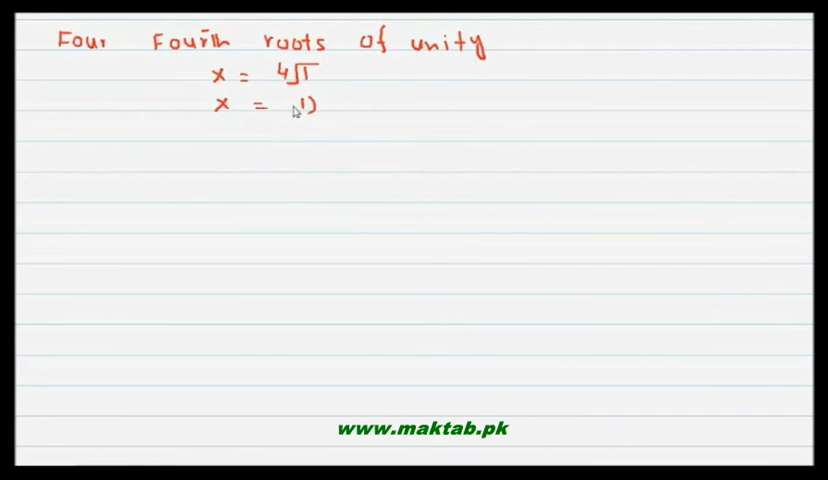 Four Fourth roots of unity
x = 4√1
x = 1)
www.maktab.pk